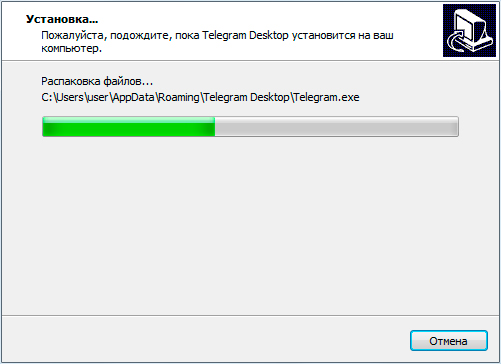 Установка...
Пожалуйста, подождите, пока Telegram Desktop установится на ваш
компьютер.
Распаковка файлов...
C:\Users\user\AppData\Roaming\Telegram Desktop\Telegram.exe
Отмена